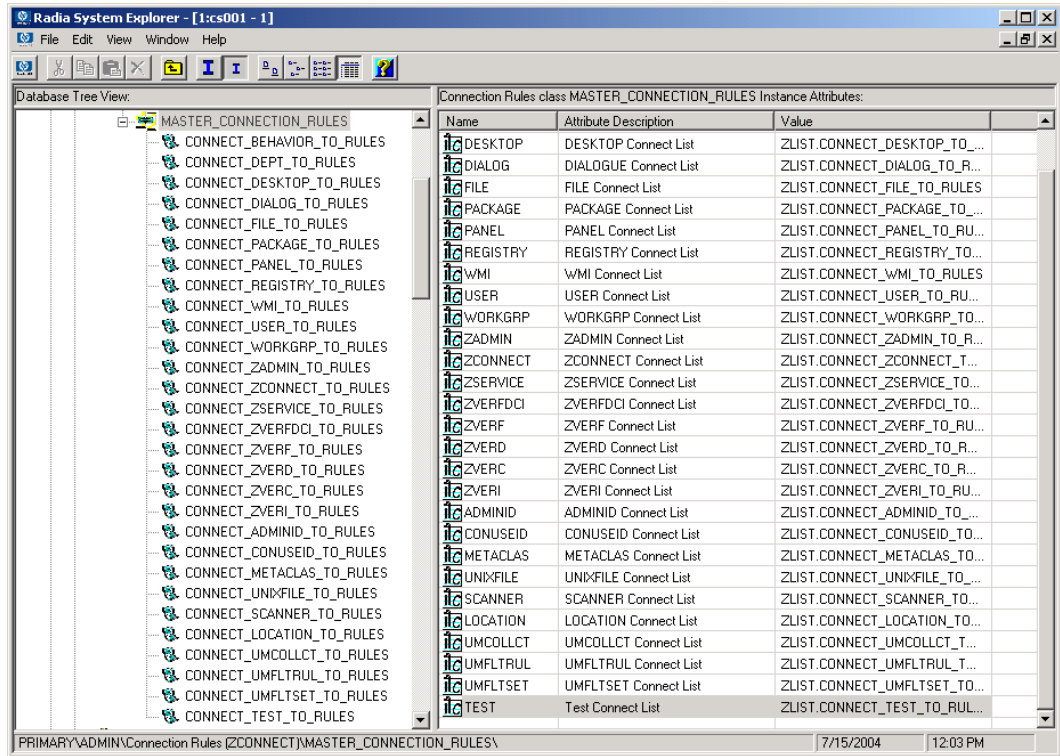 Radia System Explorer - [1:cs001 - 1]
File Edit View Window Help
Database Tree View:
MASTER_CONNECTION_RULES
CONNECT_BEHAVIOR_TO_RULES
CONNECT_DEPT_TO_RULES
CONNECT_DESKTOP_TO_RULES
CONNECT_DIALOG_TO_RULES
CONNECT_FILE_TO_RULES
CONNECT_PACKAGE_TO_RULES
CONNECT_PANEL_TO_RULES
CONNECT_REGISTRY_TO_RULES
CONNECT_WMI_TO_RULES
CONNECT_USER_TO_RULES
CONNECT_WORKGRP_TO_RULES
CONNECT_ZADMIN_TO_RULES
CONNECT_ZCONNECT_TO_RULES
CONNECT_ZSERVICE_TO_RULES
CONNECT_ZVERFDCI_TO_RULES
CONNECT_ZVERF_TO_RULES
CONNECT_ZVERD_TO_RULES
CONNECT_ZVERC_TO_RULES
CONNECT_ZVERI_TO_RULES
CONNECT_ADMINID_TO_RULES
CONNECT_CONUSEID_TO_RULES
CONNECT_METACLAS_TO_RULES
CONNECT_UNIXFILE_TO_RULES
CONNECT_SCANNER_TO_RULES
CONNECT_LOCATION_TO_RULES
CONNECT_UMCOLLCT_TO_RULES
CONNECT_UMFLTRUL_TO_RULES
CONNECT_UMFLTSET_TO_RULES
CONNECT_TEST_TO_RULES
Connection Rules class MASTER_CONNECTION_RULES Instance Attributes:
Name Attribute Description Value
DESKTOP DESKTOP Connect List ZLIST.CONNECT_DESKTOP_TO_...
DIALOG DIALOGUE Connect List ZLIST.CONNECT_DIALOG_TO_R...
FILE FILE Connect List ZLIST.CONNECT_FILE_TO_RULES
PACKAGE PACKAGE Connect List ZLIST.CONNECT_PACKAGE_TO_...
PANEL PANEL Connect List ZLIST.CONNECT_PANEL_TO_RU...
REGISTRY REGISTRY Connect List ZLIST.CONNECT_REGISTRY_TO...
WMI WMI Connect List ZLIST.CONNECT_WMI_TO_RULES
USER USER Connect List ZLIST.CONNECT_USER_TO_RU...
WORKGRP WORKGRP Connect List ZLIST.CONNECT_WORKGRP_TO...
ZADMIN ZADMIN Connect List ZLIST.CONNECT_ZADMIN_TO_R...
ZCONNECT ZCONNECT Connect List ZLIST.CONNECT_ZCONNECT_T...
ZSERVICE ZSERVICE Connect List ZLIST.CONNECT_ZSERVICE_TO...
ZVERFDCI ZVERFDCI Connect List ZLIST.CONNECT_ZVERFDCI_TO...
ZVERF ZVERF Connect List ZLIST.CONNECT_ZVERF_TO_RU...
ZVERD ZVERD Connect List ZLIST.CONNECT_ZVERD_TO_R...
ZVERC ZVERC Connect List ZLIST.CONNECT_ZVERC_TO_R...
ZVERI ZVERI Connect List ZLIST.CONNECT_ZVERI_TO_RU...
ADMINID ADMINID Connect List ZLIST.CONNECT_ADMINID_TO_...
CONUSEID CONUSEID Connect List ZLIST.CONNECT_CONUSEID_TO...
METACLAS METACLAS Connect List ZLIST.CONNECT_METACLAS_TO...
UNIXFILE UNIXFILE Connect List ZLIST.CONNECT_UNIXFILE_TO_...
SCANNER SCANNER Connect List ZLIST.CONNECT_SCANNER_TO...
LOCATION LOCATION Connect List ZLIST.CONNECT_LOCATION_TO...
UMCOLLCT UMCOLLCT Connect List ZLIST.CONNECT_UMCOLLCT_T...
UMFLTRUL UMFLTRUL Connect List ZLIST.CONNECT_UMFLTRUL_T...
UMFLTSET UMFLTSET Connect List ZLIST.CONNECT_UMFLTSET_TO...
TEST Test Connect List ZLIST.CONNECT_TEST_TO_RUL...
PRIMARY\ADMIN\Connection Rules (ZCONNECT)\MASTER_CONNECTION_RULES\ 7/15/2004 12:03 PM